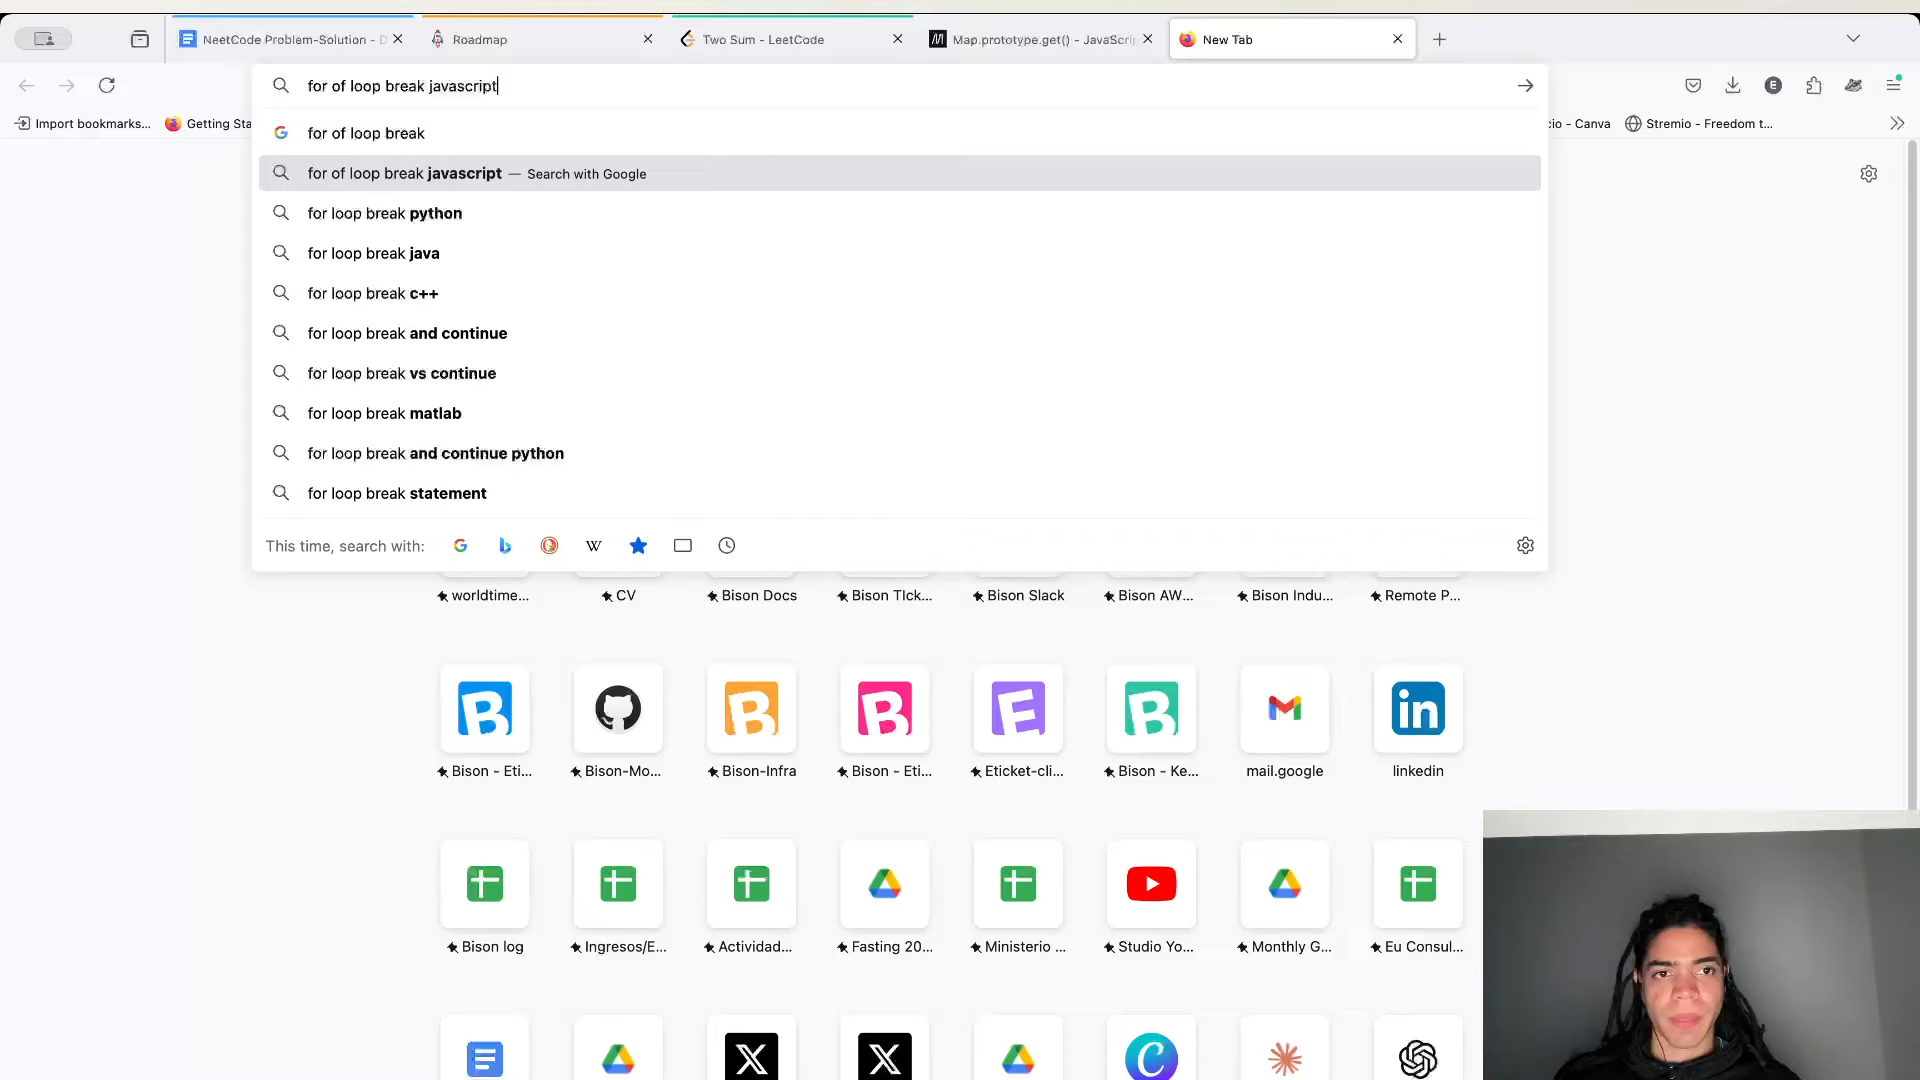 NeetCode Problem-Solution - D
Roadmap
Two Sum - LeetCode
Map.prototype.get() - JavaScri
New Tab
for of loop break javascript
E
Import bookmarks...
Getting Sta
cio - Canva
Stremio - Freedom t...
for of loop break
for of loop break javascript — Search with Google
for loop break python
for loop break java
for loop break c++
for loop break and continue
for loop break vs continue
for loop break matlab
for loop break and continue python
for loop break statement
This time, search with:
worldtime...
CV
Bison Docs
Bison TIck...
Bison Slack
Bison AW...
Bison Indu...
Remote P...
Bison - Eti...
Bison-Mo...
Bison-Infra
Bison - Eti...
Eticket-cli...
Bison - Ke...
mail.google
linkedin
Bison log
Ingresos/E...
Actividad...
Fasting 20...
Ministerio ...
Studio Yo...
Monthly G...
Eu Consul...